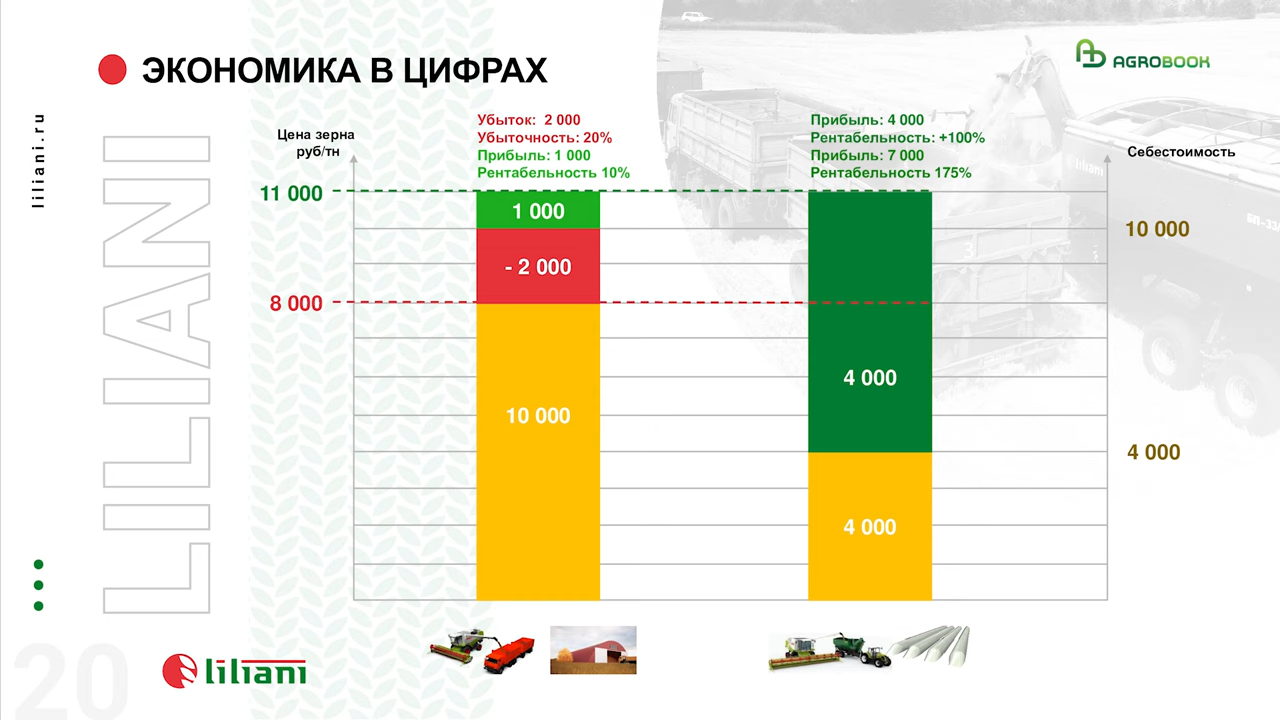 ЭКОНОМИКА В ЦИФРАХ
AGROBOOK
liliani.ru
LILIANI
Цена зерна
руб/тн
Убыток: 2 000
Убыточность: 20%
Прибыль: 1 000
Рентабельность 10%
Прибыль: 4 000
Рентабельность: +100%
Прибыль: 7 000
Рентабельность 175%
Себестоимость
11 000
8 000
1 000
- 2 000
10 000
4 000
4 000
10 000
4 000
liliani
20
liliani